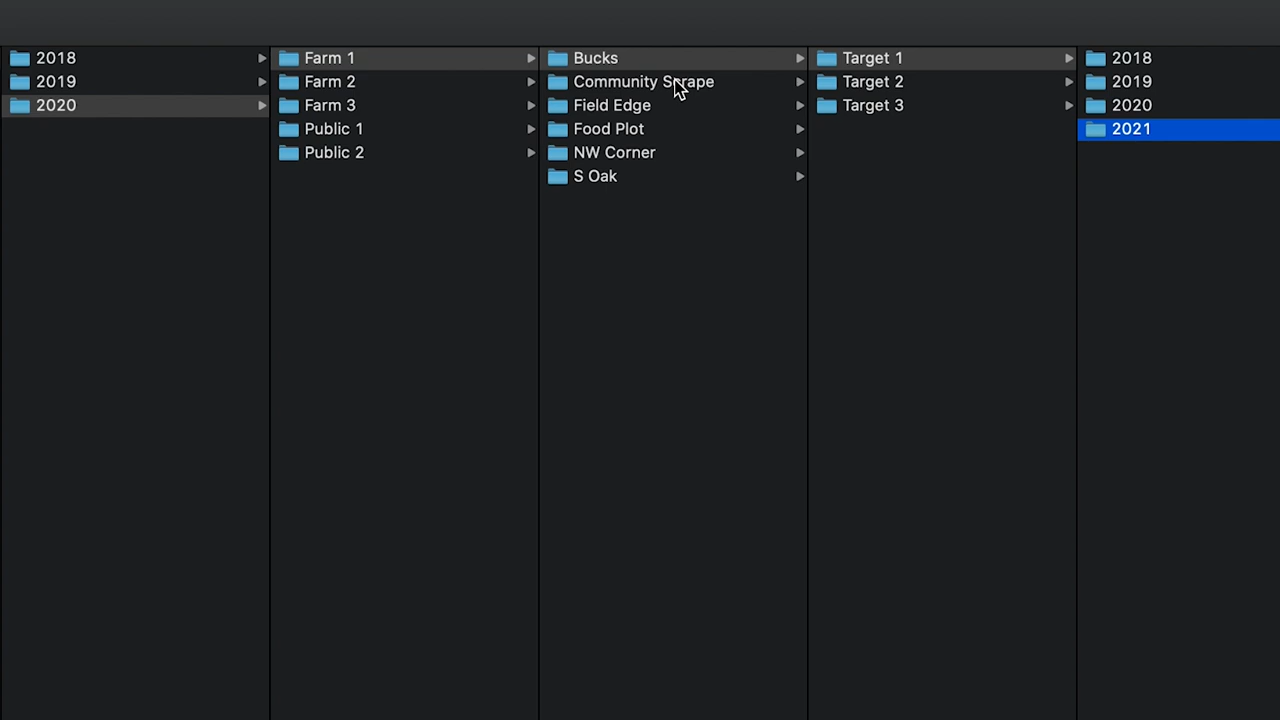 2018
2019
2020
Farm 1
Farm 2
Farm 3
Public 1
Public 2
Bucks
Community Scrape
Field Edge
Food Plot
NW Corner
S Oak
Target 1
Target 2
Target 3
2018
2019
2020
2021